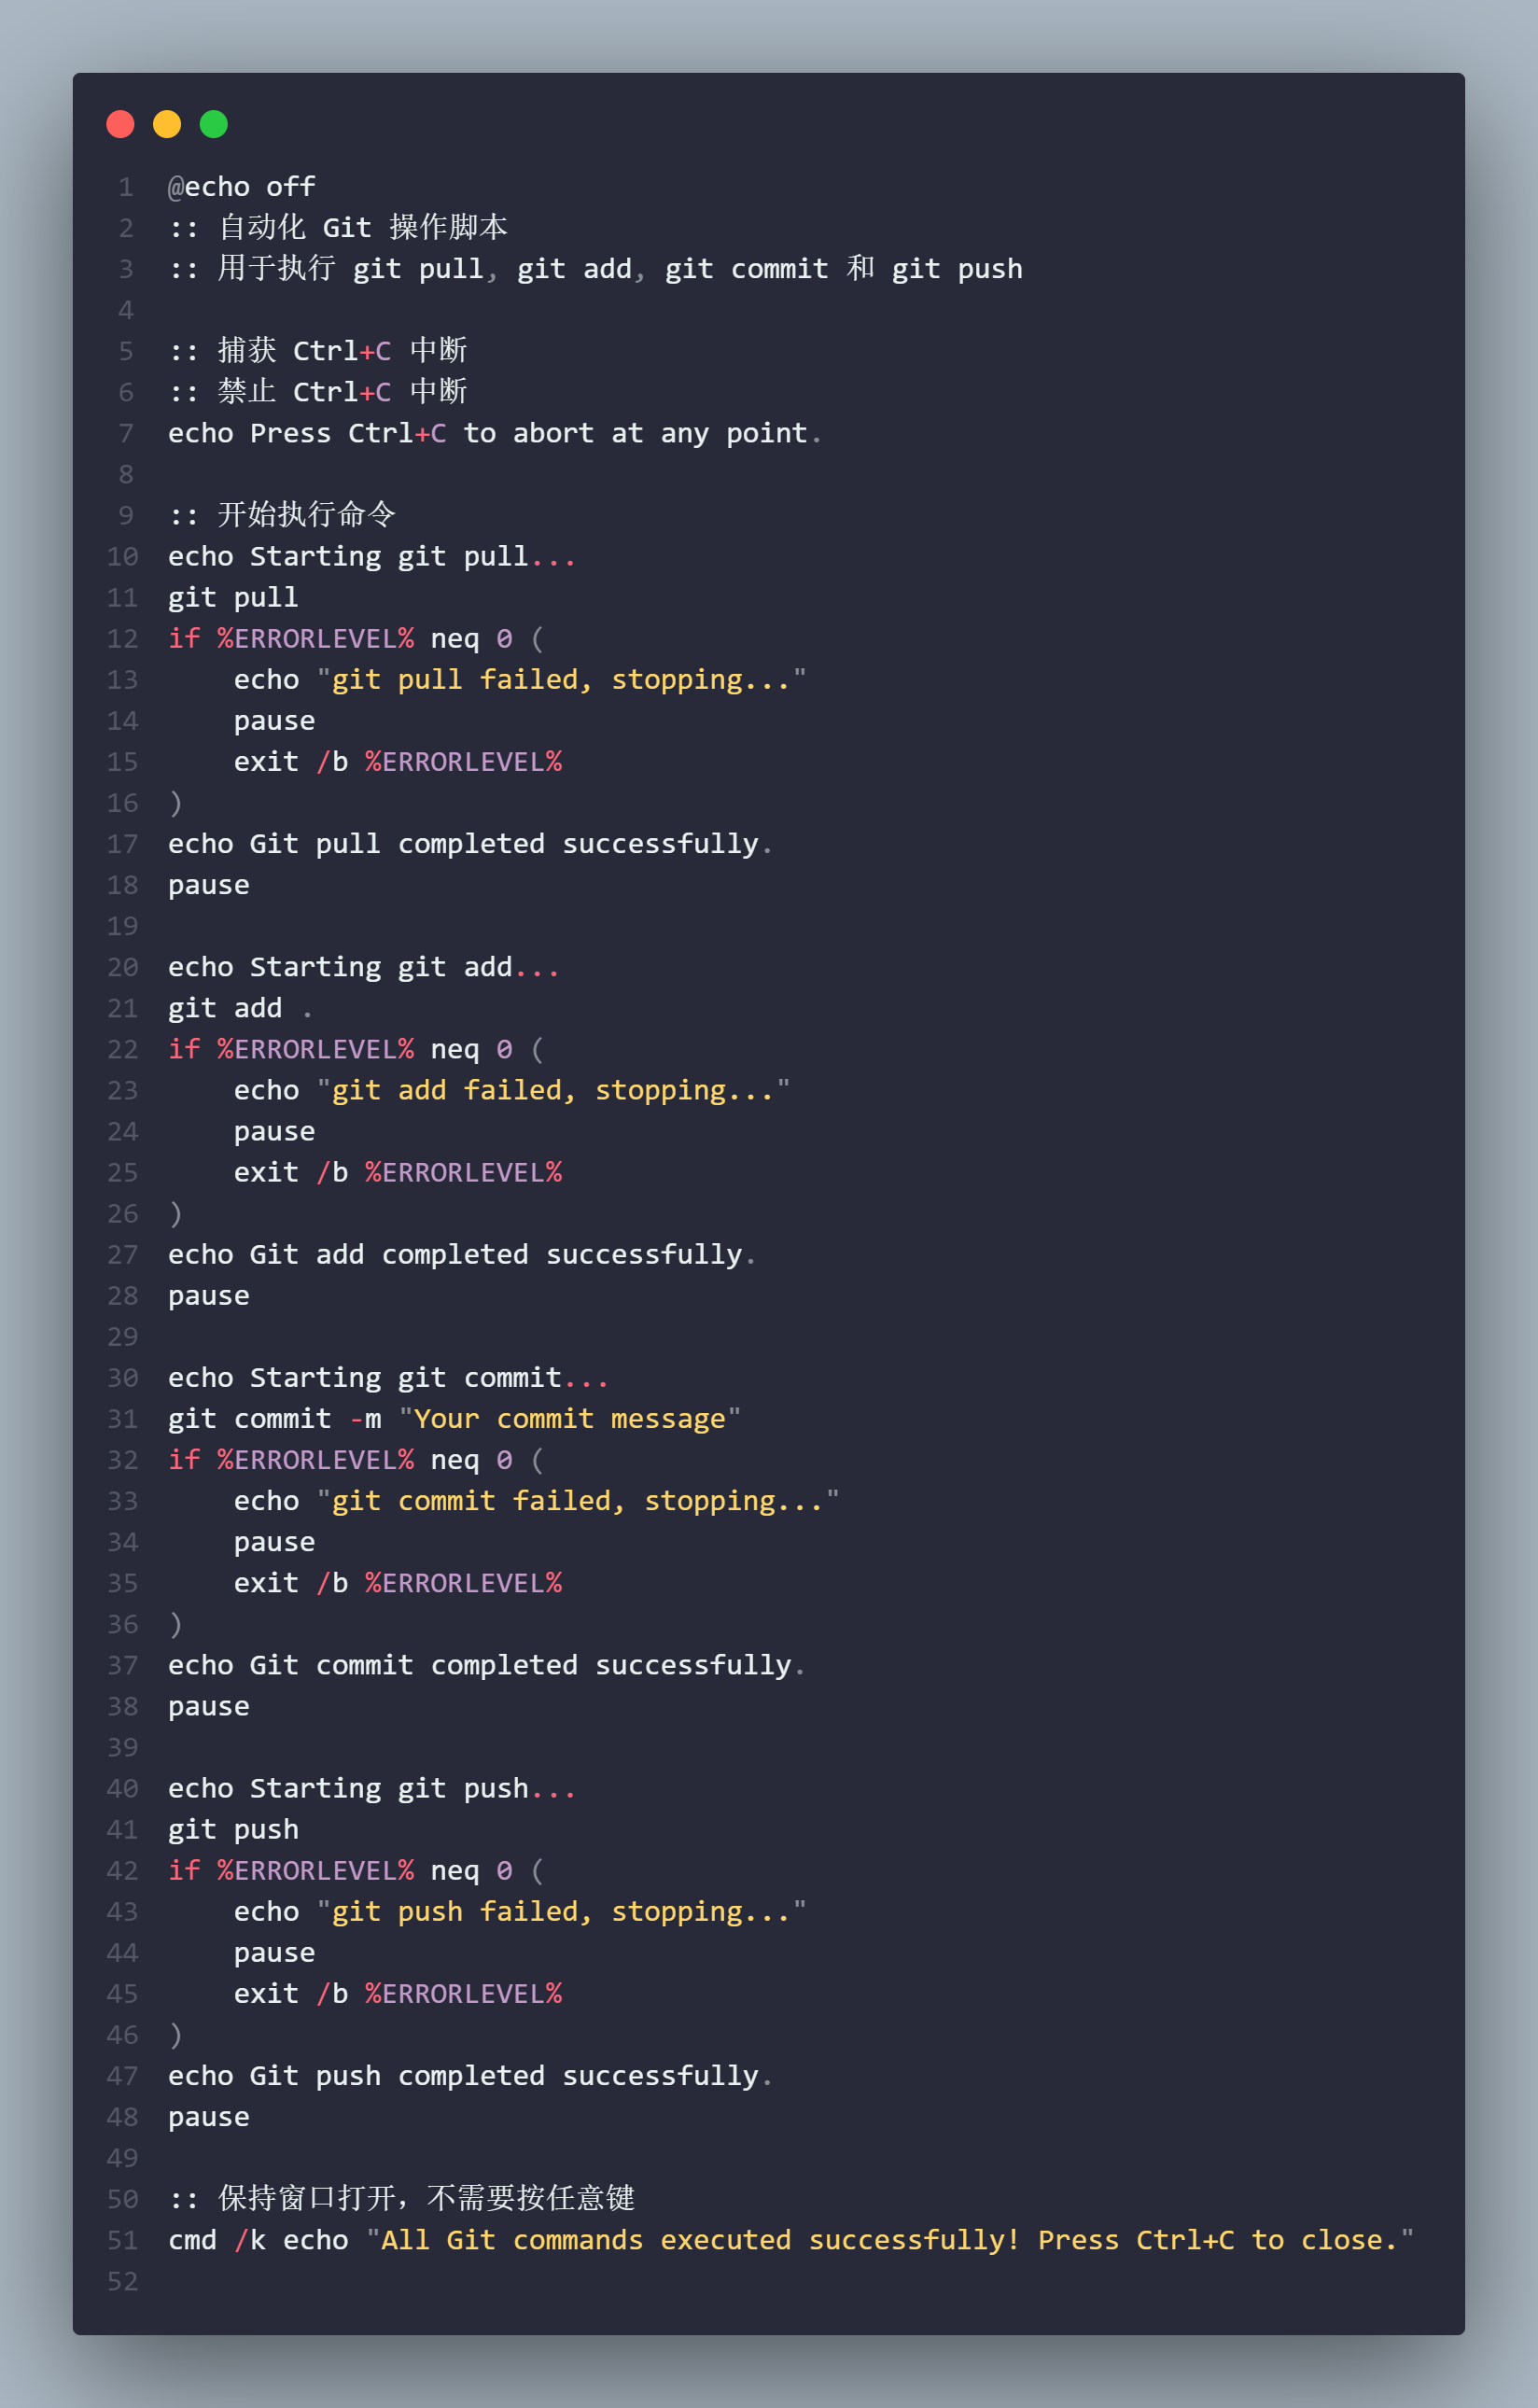 1 @echo off
2 :: 自动化 Git 操作脚本
3 :: 用于执行 git pull, git add, git commit 和 git push
4
5 :: 捕获 Ctrl+C 中断
6 :: 禁止 Ctrl+C 中断
7 echo Press Ctrl+C to abort at any point.
8
9 :: 开始执行命令
10 echo Starting git pull...
11 git pull
12 if %ERRORLEVEL% neq 0 (
13     echo "git pull failed, stopping..."
14     pause
15     exit /b %ERRORLEVEL%
16 )
17 echo Git pull completed successfully.
18 pause
19
20 echo Starting git add...
21 git add .
22 if %ERRORLEVEL% neq 0 (
23     echo "git add failed, stopping..."
24     pause
25     exit /b %ERRORLEVEL%
26 )
27 echo Git add completed successfully.
28 pause
29
30 echo Starting git commit...
31 git commit -m "Your commit message"
32 if %ERRORLEVEL% neq 0 (
33     echo "git commit failed, stopping..."
34     pause
35     exit /b %ERRORLEVEL%
36 )
37 echo Git commit completed successfully.
38 pause
39
40 echo Starting git push...
41 git push
42 if %ERRORLEVEL% neq 0 (
43     echo "git push failed, stopping..."
44     pause
45     exit /b %ERRORLEVEL%
46 )
47 echo Git push completed successfully.
48 pause
49
50 :: 保持窗口打开，不需要按任意键
51 cmd /k echo "All Git commands executed successfully! Press Ctrl+C to close."
52